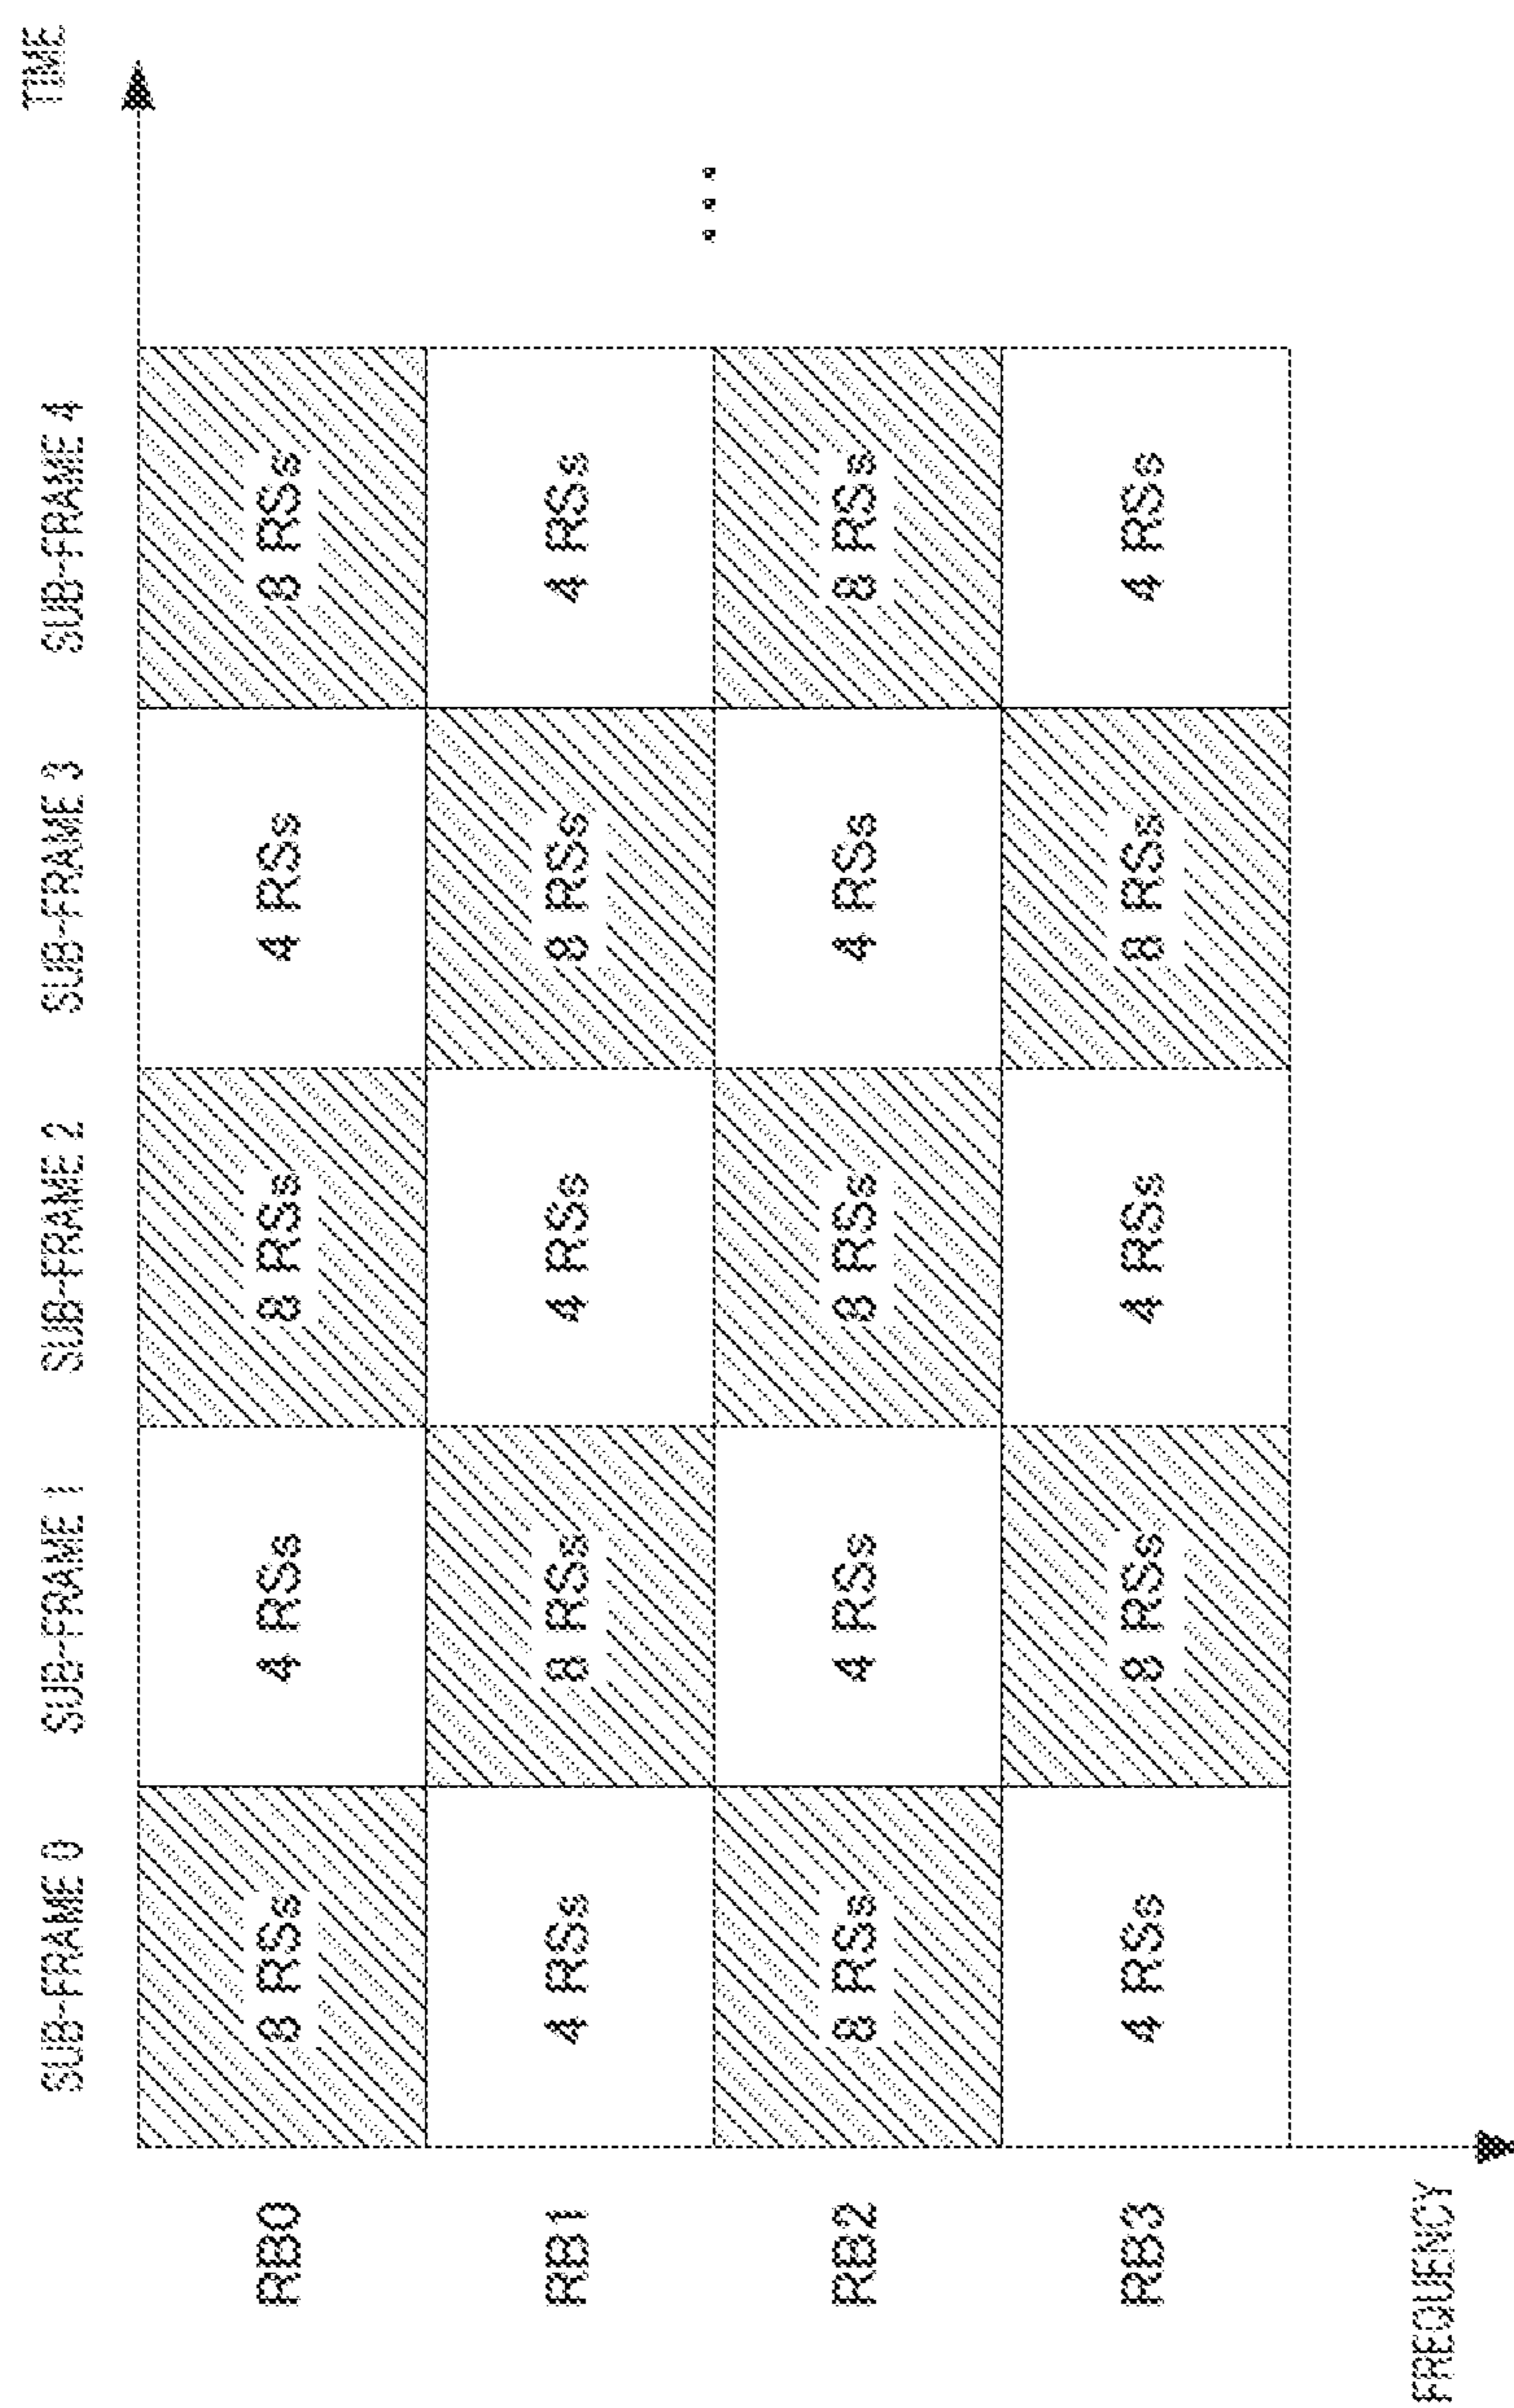 SUB-FRAME 0 SUB-FRAME 1 SUB-FRAME 2 SUB-FRAME 3 SUB-FRAME 4 TIME
RB0 8 RSs 4 RSs 8 RSs 4 RSs 8 RSs
RB1 4 RSs 8 RSs 4 RSs 8 RSs 4 RSs
RB2 8 RSs 4 RSs 8 RSs 4 RSs 8 RSs
...
RB3 4 RSs 8 RSs 4 RSs 8 RSs 4 RSs
FREQUENCY